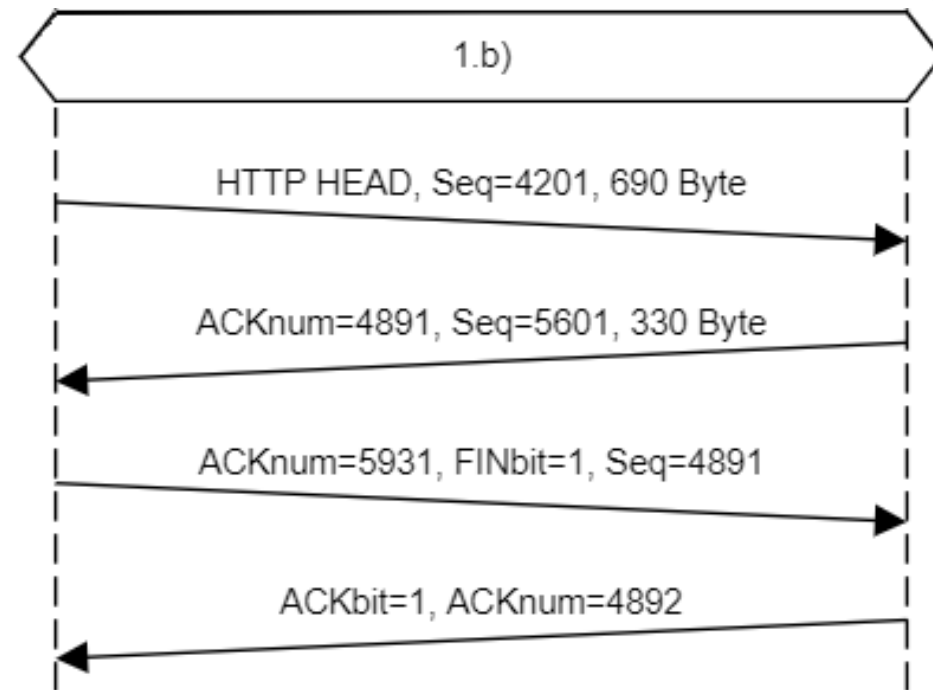 1.b)
HTTP HEAD, Seq=4201, 690 Byte
ACKnum=4891, Seq=5601, 330 Byte
ACKnum=5931, FINbit=1, Seq=4891
ACKbit=1, ACKnum=4892